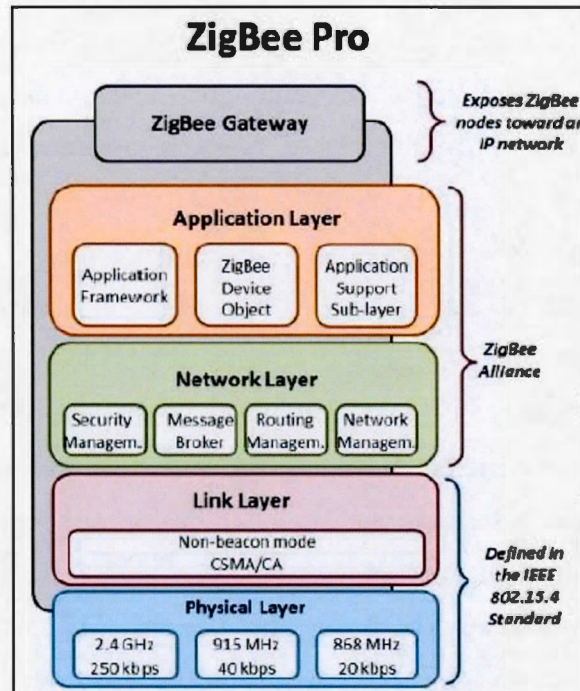 ZigBee Pro
ZigBee Gateway
Exposes ZigBee
nodes toward an
IP network
Application Layer
Application
Framework
ZigBee
Device
Object
Application
Support
Sub-layer
ZigBee
Alliance
Network Layer
Security
Managem.
Message
Broker
Routing
Managem.
Network
Managem.
Link Layer
Non-beacon mode
CSMA/CA
Defined in
the IEEE
802.15.4
Standard
Physical Layer
2.4 GHz
250 kbps
915 MHz
40 kbps
868 MHz
20 kbps